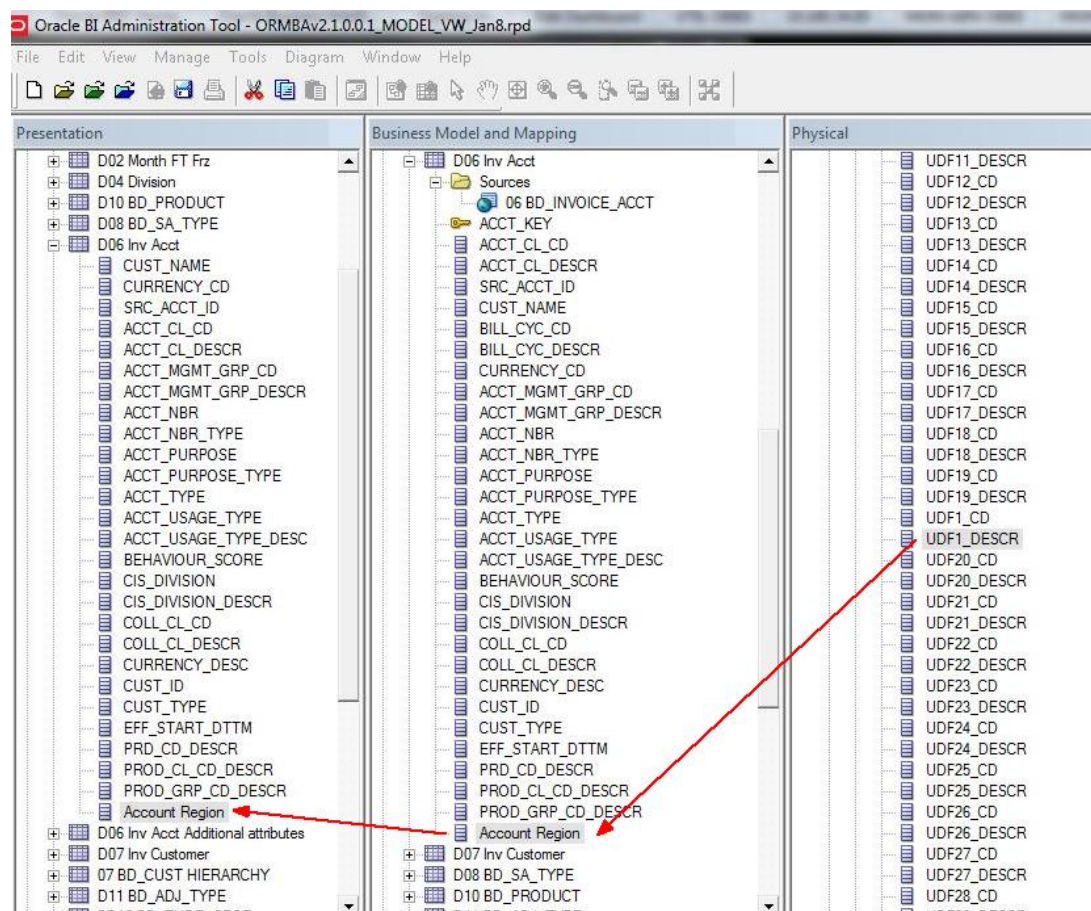 Oracle BI Administration Tool - ORMBAv2.1.0.0.1_MODEL_VW_Jan8.rpd
File Edit View Manage Tools Diagram Window Help
Presentation
D02 Month FT Frz
D04 Division
D10 BD_PRODUCT
D08 BD_SA_TYPE
D06 Inv Acct
CUST_NAME
CURRENCY_CD
SRC_ACCT_ID
ACCT_CL_CD
ACCT_CL_DESCR
ACCT_MGMT_GRP_CD
ACCT_MGMT_GRP_DESCR
ACCT_NBR
ACCT_NBR_TYPE
ACCT_PURPOSE
ACCT_PURPOSE_TYPE
ACCT_TYPE
ACCT_USAGE_TYPE
ACCT_USAGE_TYPE_DESC
BEHAVIOUR_SCORE
CIS_DIVISION
CIS_DIVISION_DESCR
COLL_CL_CD
COLL_CL_DESCR
CURRENCY_DESC
CUST_ID
CUST_TYPE
EFF_START_DTTM
PRD_CD_DESCR
PROD_CL_CD_DESCR
PROD_GRP_CD_DESCR
Account Region
D06 Inv Acct Additional attributes
D07 Inv Customer
07 BD_CUST HIERARCHY
D11 BD_ADJ_TYPE
Business Model and Mapping
D06 Inv Acct
Sources
06 BD_INVOICE_ACCT
ACCT_KEY
ACCT_CL_CD
ACCT_CL_DESCR
SRC_ACCT_ID
CUST_NAME
BILL_CYC_CD
BILL_CYC_DESCR
CURRENCY_CD
ACCT_MGMT_GRP_CD
ACCT_MGMT_GRP_DESCR
ACCT_NBR
ACCT_NBR_TYPE
ACCT_PURPOSE
ACCT_PURPOSE_TYPE
ACCT_TYPE
ACCT_USAGE_TYPE
ACCT_USAGE_TYPE_DESC
BEHAVIOUR_SCORE
CIS_DIVISION
CIS_DIVISION_DESCR
COLL_CL_CD
COLL_CL_DESCR
CURRENCY_DESC
CUST_ID
CUST_TYPE
EFF_START_DTTM
PRD_CD_DESCR
PROD_CL_CD_DESCR
PROD_GRP_CD_DESCR
Account Region
D07 Inv Customer
D08 BD_SA_TYPE
D10 BD_PRODUCT
Physical
UDF11_DESCR
UDF12_CD
UDF12_DESCR
UDF13_CD
UDF13_DESCR
UDF14_CD
UDF14_DESCR
UDF15_CD
UDF15_DESCR
UDF16_CD
UDF16_DESCR
UDF17_CD
UDF17_DESCR
UDF18_CD
UDF18_DESCR
UDF19_CD
UDF19_DESCR
UDF1_CD
UDF1_DESCR
UDF20_CD
UDF20_DESCR
UDF21_CD
UDF21_DESCR
UDF22_CD
UDF22_DESCR
UDF23_CD
UDF23_DESCR
UDF24_CD
UDF24_DESCR
UDF25_CD
UDF25_DESCR
UDF26_CD
UDF26_DESCR
UDF27_CD
UDF27_DESCR
UDF28_CD